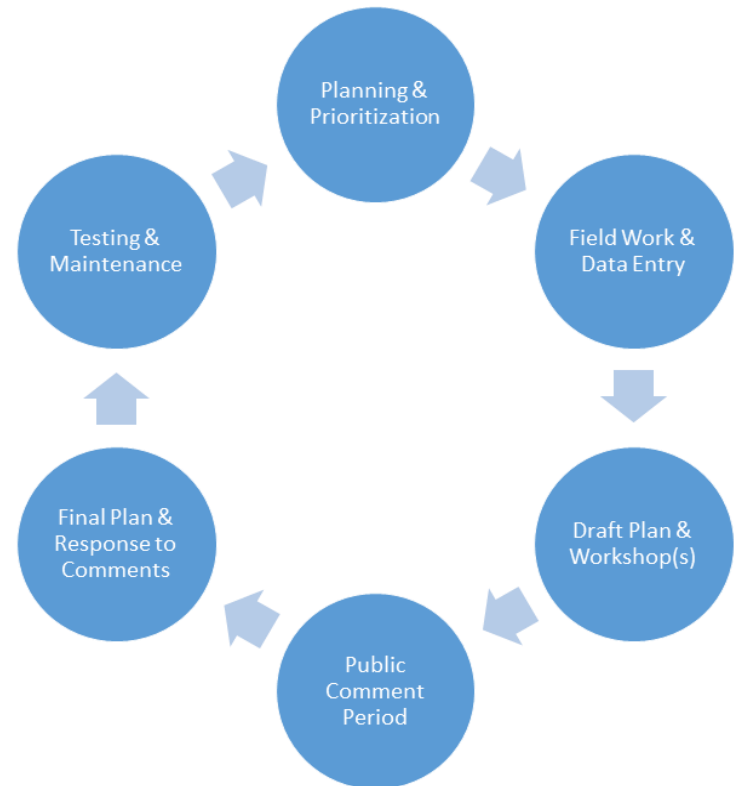 Planning &
Prioritization
Field Work &
Data Entry
Draft Plan &
Workshop(s)
Public
Comment
Period
Final Plan &
Response to
Comments
Testing &
Maintenance